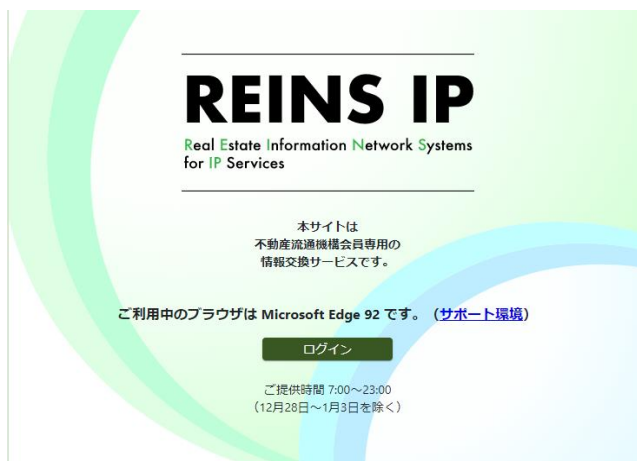 REINS IP
Real Estate Information Network Systems
for IP Services
本サイトは
不動産流通機構会員専用の
情報交換サービスです。
ご利用中のブラウザは Microsoft Edge 92 です。（サポート環境）
ログイン
ご提供時間 7:00～23:00
（12月28日～1月3日を除く）